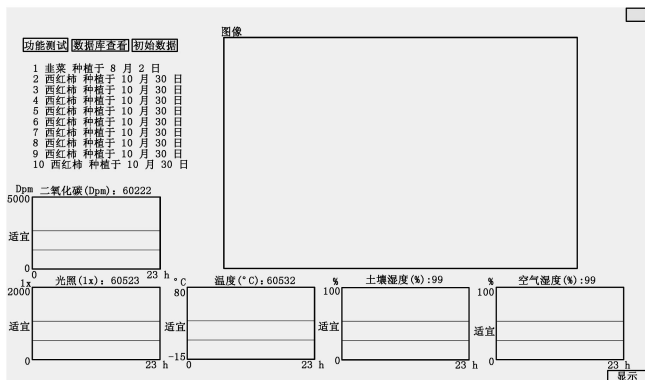 图像
功能测试 数据库查看 初始数据
1 韭菜 种植于 8 月 2 日
2 西红柿 种植于 10 月 30 日
3 西红柿 种植于 10 月 30 日
4 西红柿 种植于 10 月 30 日
5 西红柿 种植于 10 月 30 日
6 西红柿 种植于 10 月 30 日
7 西红柿 种植于 10 月 30 日
8 西红柿 种植于 10 月 30 日
9 西红柿 种植于 10 月 30 日
10 西红柿 种植于 10 月 30 日
Dpm 二氧化碳(Dpm): 60222
5000
适宜
0
0 23 h
1x 光照(1x): 60523
2000
适宜
0
23 h
°C 温度(°C):60532
80
适宜
-15
23 h
% 土壤湿度(%):99
100
适宜
0
23 h
% 空气湿度(%):99
100
适宜
0
23 h
显示